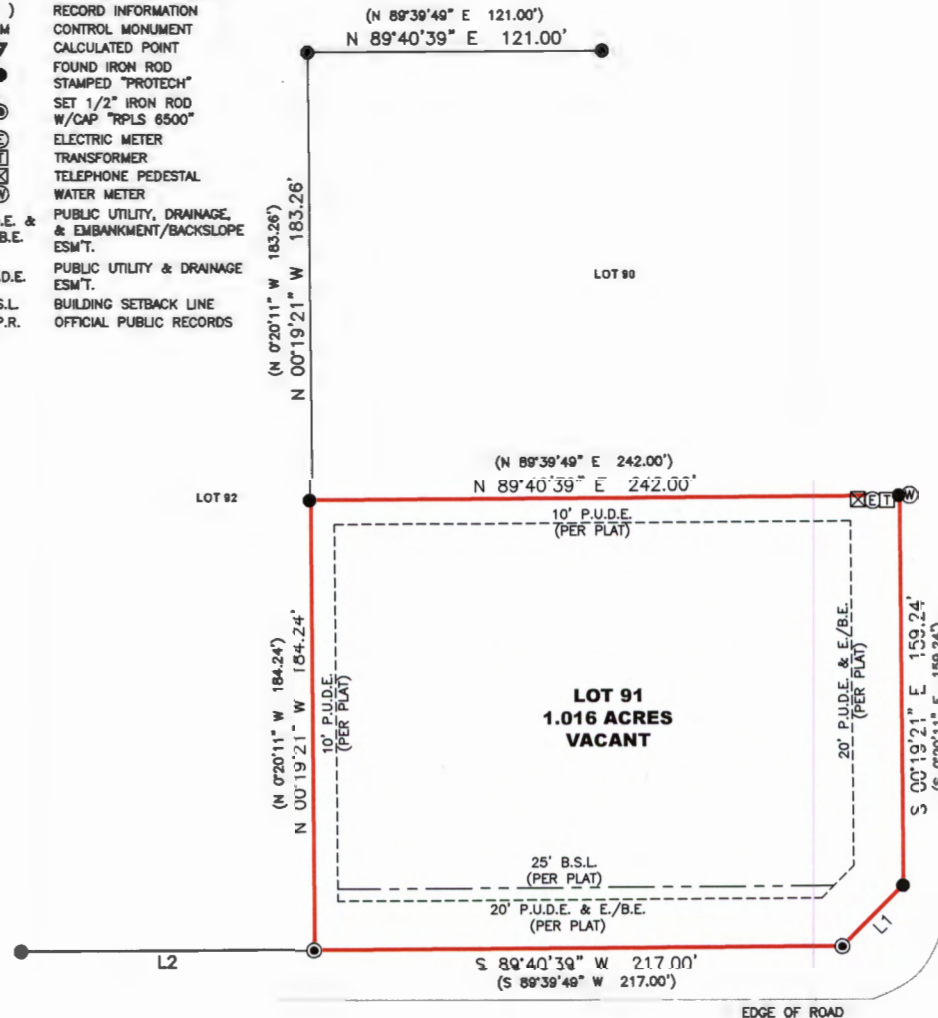 ) RECORD INFORMATION
M CONTROL MONUMENT
CALCULATED POINT
FOUND IRON ROD
STAMPED "PROTECH"
SET 1/2" IRON ROD
W/CAP "RPLS 6500"
E ELECTRIC METER
T TRANSFORMER
TELEPHONE PEDESTAL
W WATER METER
.E. & PUBLIC UTILITY, DRAINAGE,
B.E. & EMBANKMENT/BACKSLOPE
ESM'T.
.D.E. PUBLIC UTILITY & DRAINAGE
ESM'T.
S.L. BUILDING SETBACK LINE
P.R. OFFICIAL PUBLIC RECORDS
(N 89°39'49" E 121.00')
N 89°40'39" E 121.00'
(N 0°20'11" W 183.26')
N 00°19'21" W 183.26'
LOT 90
LOT 92
(N 89°39'49" E 242.00')
N 89°40'39" E 242.00'
E T W
10' P.U.D.E.
(PER PLAT)
(N 0°20'11" W 184.24')
N 00°19'21" W 184.24'
10' P.U.D.E.
(PER PLAT)
LOT 91
1.016 ACRES
VACANT
20' P.U.D.E. & E./B.E.
(PER PLAT)
S 00°19'21" E 159.24'
(S 0°20'11" E 159.24')
25' B.S.L.
(PER PLAT)
20' P.U.D.E. & E./B.E.
(PER PLAT)
L1
L2
S 89°40'39" W 217.00'
(S 89°39'49" W 217.00')
EDGE OF ROAD